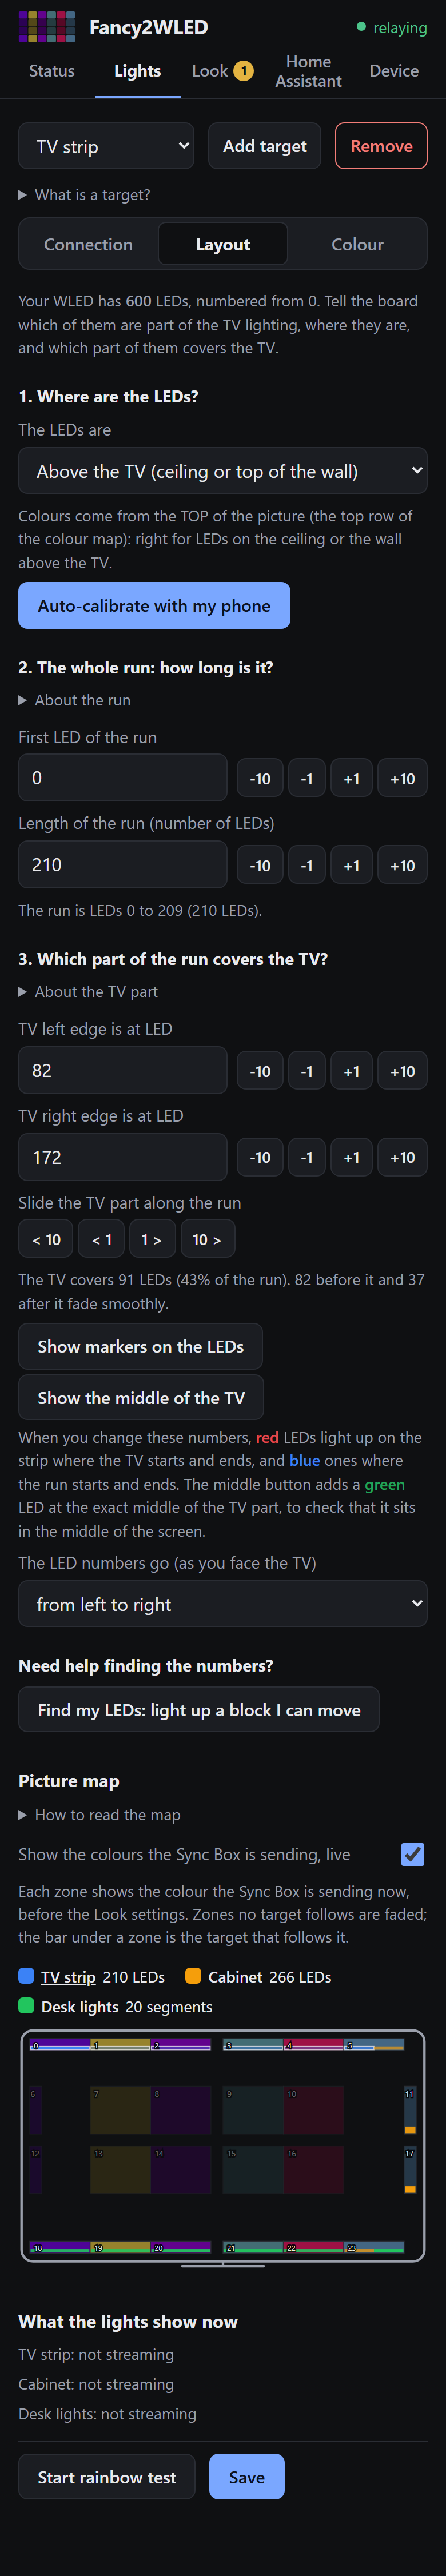 Fancy2WLED
relaying
Status
Lights
Look 1
Home
Assistant
Device
TV strip
Add target
Remove
What is a target?
Connection
Layout
Colour
Your WLED has 600 LEDs, numbered from 0. Tell the board
which of them are part of the TV lighting, where they are,
and which part of them covers the TV.
1. Where are the LEDs?
The LEDs are
Above the TV (ceiling or top of the wall)
Colours come from the TOP of the picture (the top row of
the colour map): right for LEDs on the ceiling or the wall
above the TV.
Auto-calibrate with my phone
2. The whole run: how long is it?
About the run
First LED of the run
0
-10
-1
+1
+10
Length of the run (number of LEDs)
210
-10
-1
+1
+10
The run is LEDs 0 to 209 (210 LEDs).
3. Which part of the run covers the TV?
About the TV part
TV left edge is at LED
82
-10
-1
+1
+10
TV right edge is at LED
172
-10
-1
+1
+10
Slide the TV part along the run
< 10
< 1
1 >
10 >
The TV covers 91 LEDs (43% of the run). 82 before it and 37
after it fade smoothly.
Show markers on the LEDs
Show the middle of the TV
When you change these numbers, red LEDs light up on the
strip where the TV starts and ends, and blue ones where
the run starts and ends. The middle button adds a green
LED at the exact middle of the TV part, to check that it sits
in the middle of the screen.
The LED numbers go (as you face the TV)
from left to right
Need help finding the numbers?
Find my LEDs: light up a block I can move
Picture map
How to read the map
Show the colours the Sync Box is sending, live
Each zone shows the colour the Sync Box is sending now,
before the Look settings. Zones no target follows are faded;
the bar under a zone is the target that follows it.
TV strip 210 LEDs
Cabinet 266 LEDs
Desk lights 20 segments
0 1 2 3 4 5
6 7 8 9 10 11
12 13 14 15 16 17
18 19 20 21 22 23
What the lights show now
TV strip: not streaming
Cabinet: not streaming
Desk lights: not streaming
Start rainbow test
Save